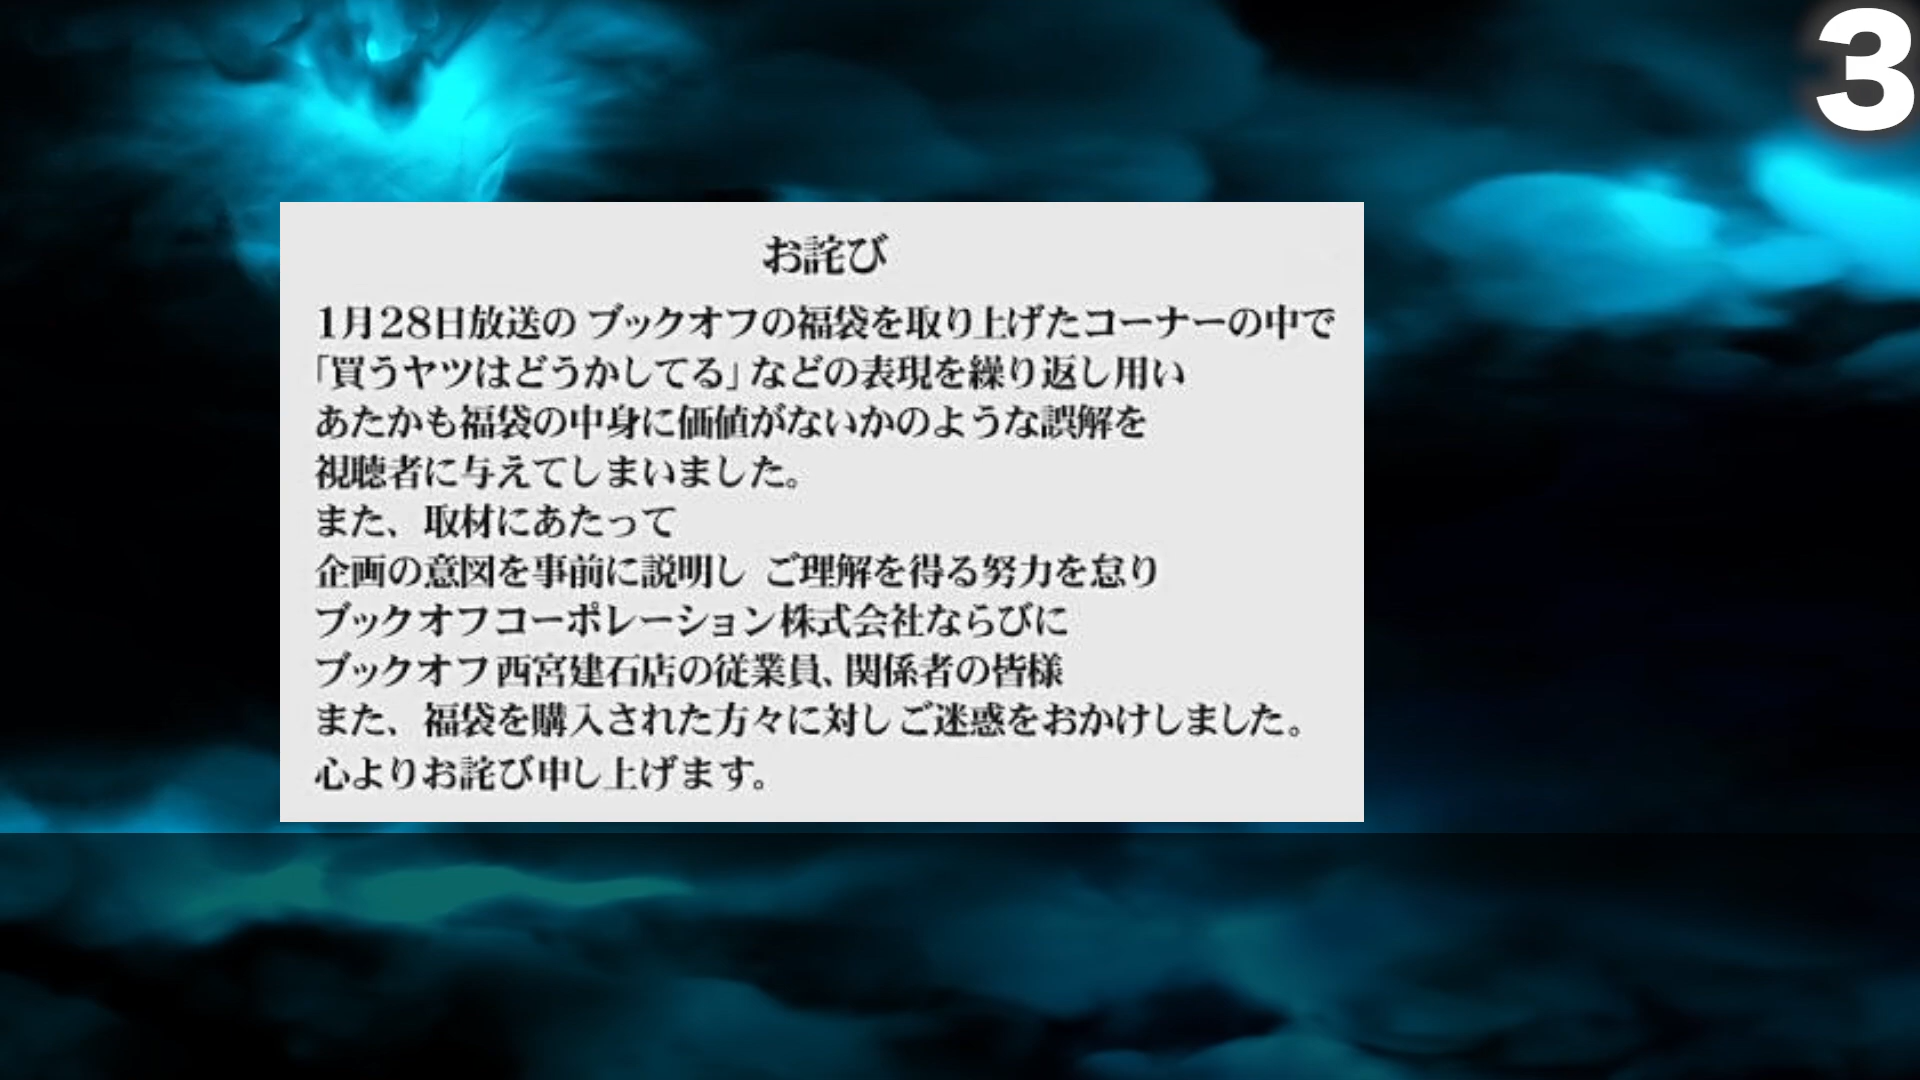 3
お詫び
1月28日放送の ブックオフの福袋を取り上げたコーナーの中で
「買うヤツはどうかしてる」などの表現を繰り返し用い
あたかも福袋の中身に価値がないかのような誤解を
視聴者に与えてしまいました。
また、取材にあたって
企画の意図を事前に説明し ご理解を得る努力を怠り
ブックオフコーポレーション株式会社ならびに
ブックオフ西宮建石店の従業員、関係者の皆様
また、福袋を購入された方々に対しご迷惑をおかけしました。
心よりお詫び申し上げます。